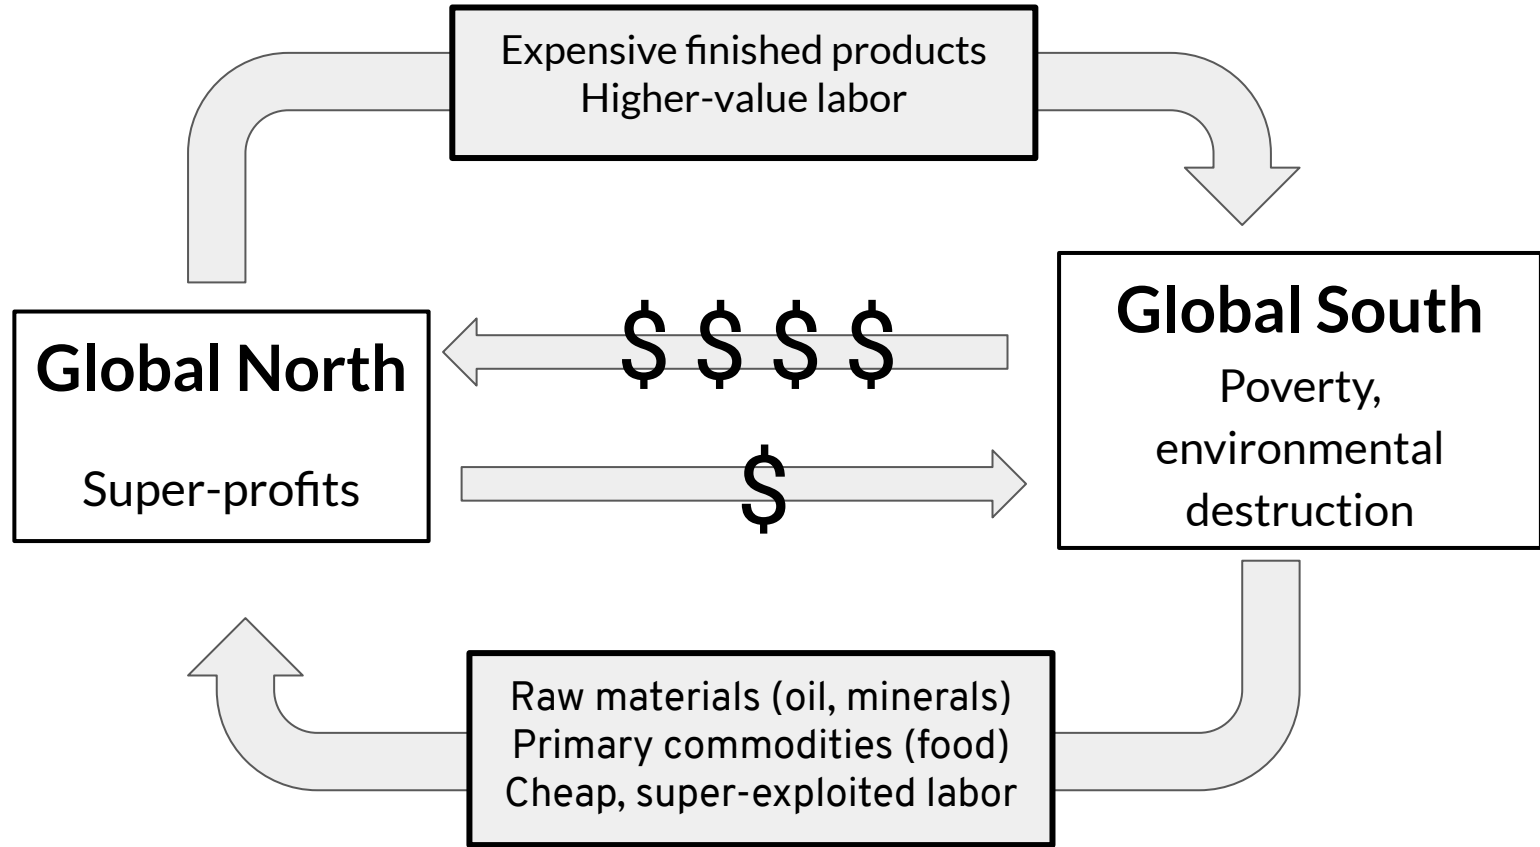 Expensive finished products
Higher-value labor
Global North
Super-profits
$ $ $ $
$
Global South
Poverty,
environmental
destruction
Raw materials (oil, minerals)
Primary commodities (food)
Cheap, super-exploited labor